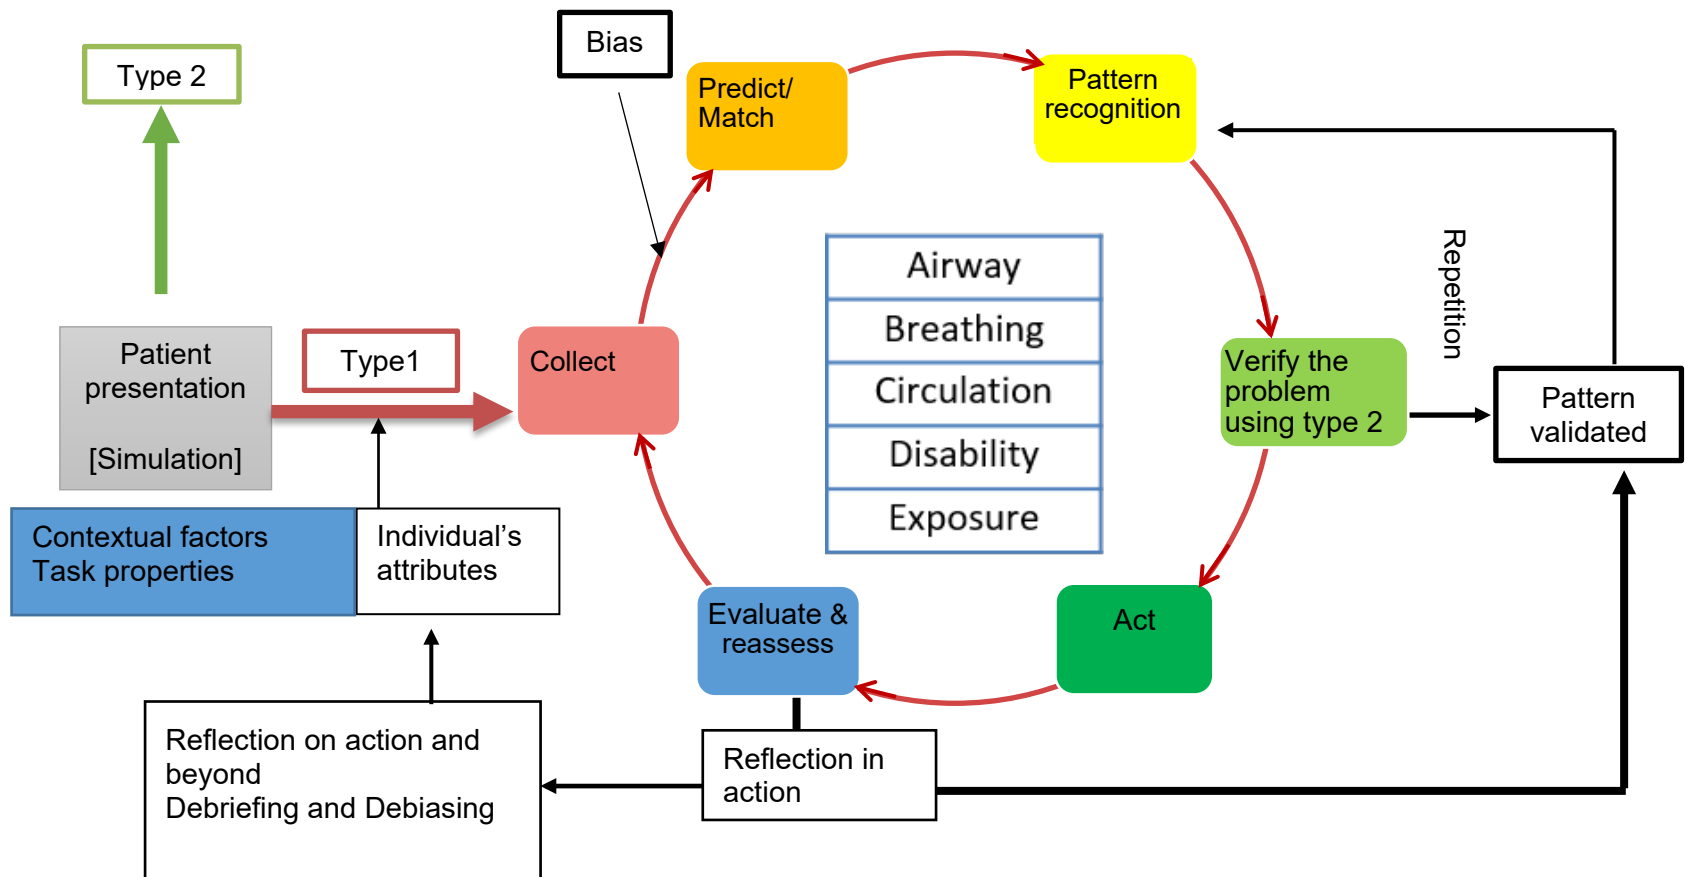 Type 2
Bias
Predict/
Match
Pattern
recognition
Patient
presentation
[Simulation]
Type1
Collect
Airway
Breathing
Circulation
Disability
Exposure
Verify the
problem
using type 2
Repetition
Pattern
validated
Contextual factors
Task properties
Individual’s
attributes
Evaluate &
reassess
Act
Reflection on action and
beyond
Debriefing and Debiasing
Reflection in
action